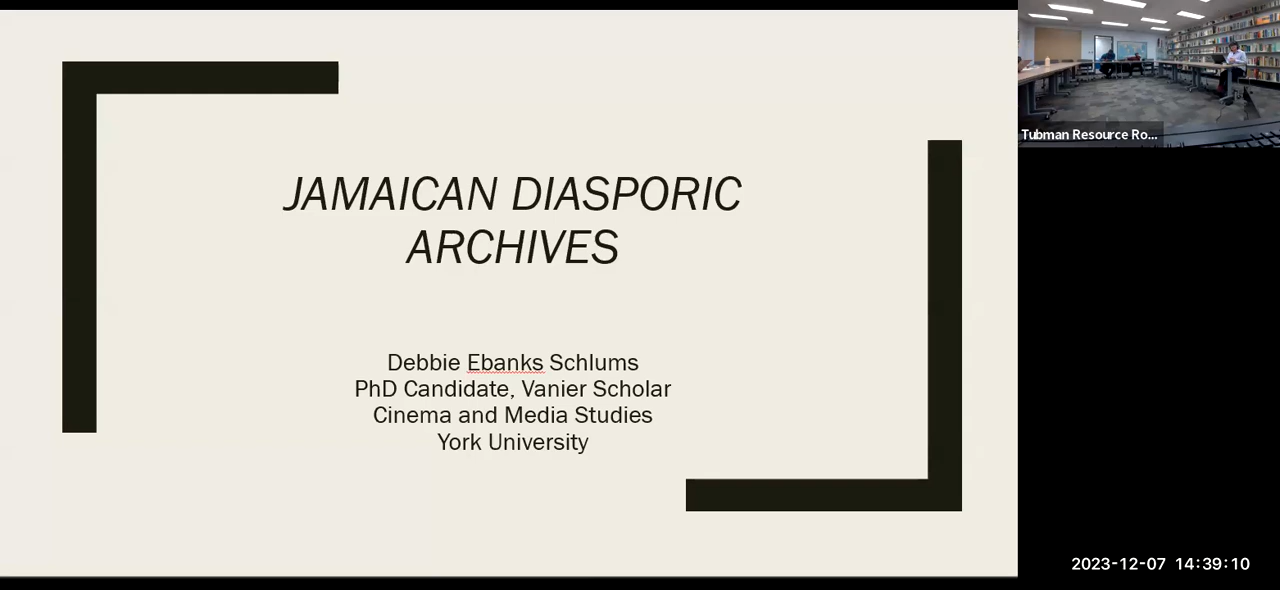 JAMAICAN DIASPORIC
ARCHIVES
Debbie Ebanks Schlums
PhD Candidate, Vanier Scholar
Cinema and Media Studies
York University
Tubman Resource Ro...
2023-12-07 14:39:10